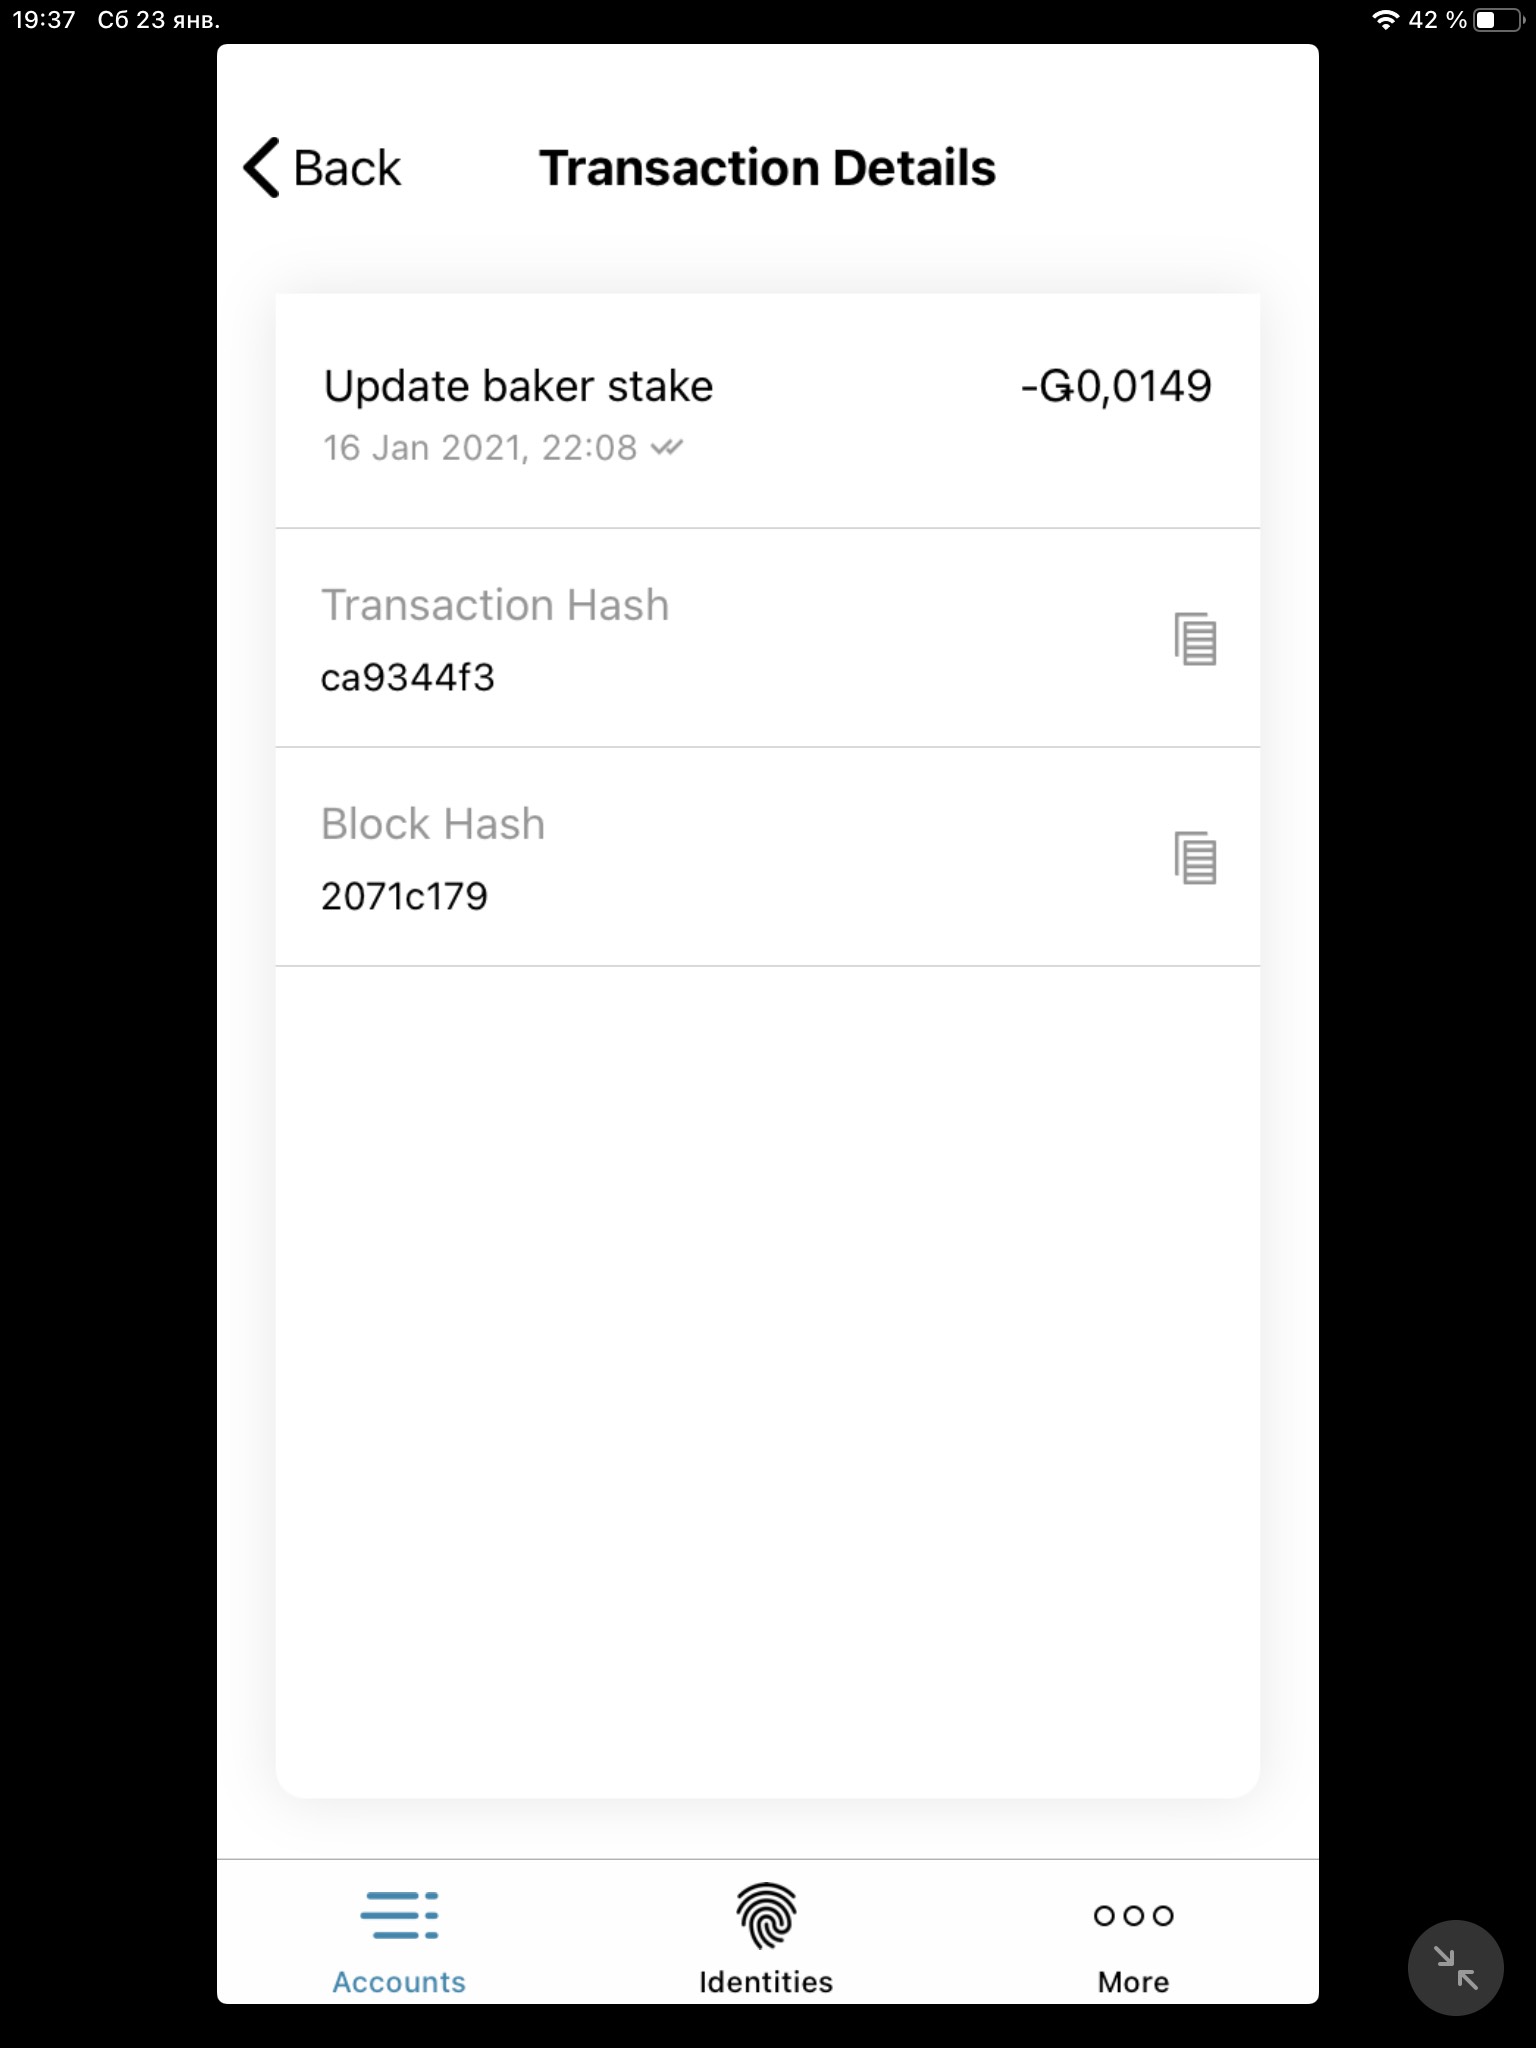 19:37 Сб 23 янв.
42 %
Back
Transaction Details
Update baker stake
-Ǥ0,0149
16 Jan 2021, 22:08
Transaction Hash
ca9344f3
Block Hash
2071c179
Accounts
Identities
More